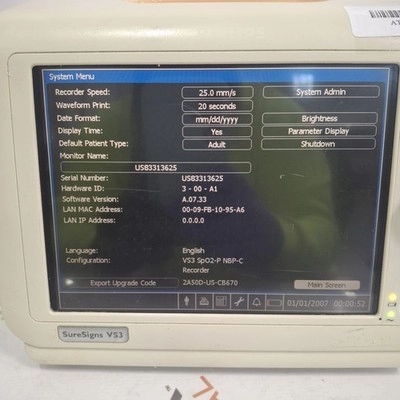 AT
System Menu
Recorder Speed: 25.0 mm/s System Admin
Waveform Print: 20 seconds
Date Format: mm/dd/yyyy Brightness
Display Time: Yes Parameter Display
Default Patient Type: Adult Shutdown
Monitor Name:
US83313625
Serial Number: US83313625
Hardware ID: 3 - 00 - A1
Software Version: A.07.33
LAN MAC Address: 00-09-FB-10-95-A6
LAN IP Address: 0.0.0.0
Language: English
Configuration: VS3 SpO2-P NBP-C
Recorder
Export Upgrade Code 2A50D-US-CB670 Main Screen
01/01/2007 00:00:52
SureSigns VS3